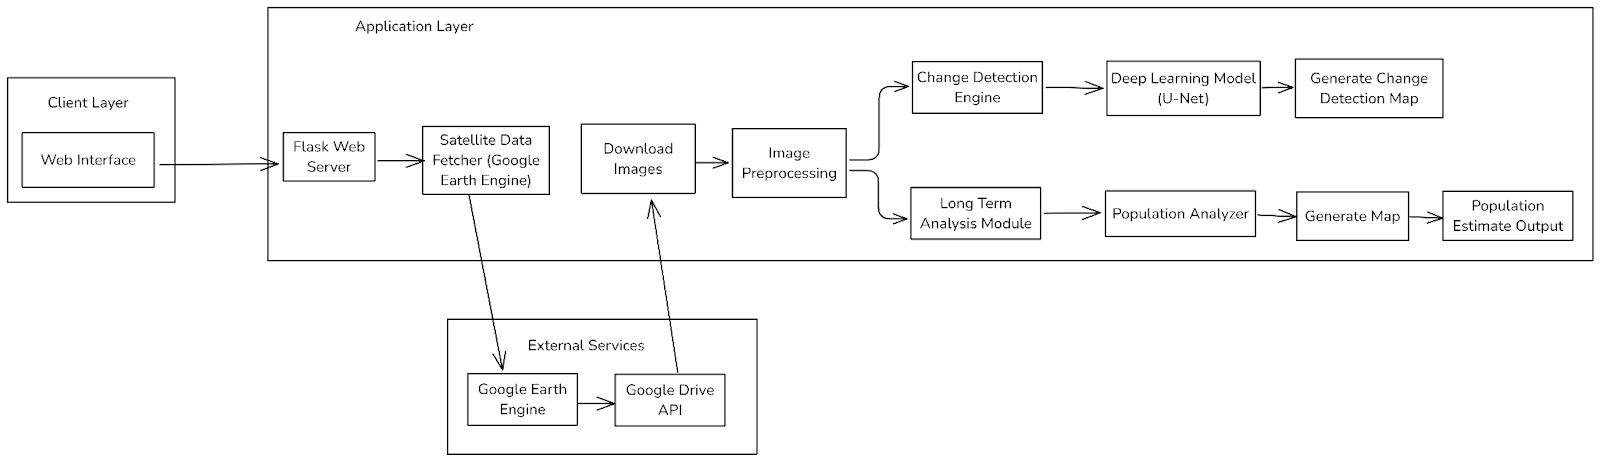 Application Layer
Client Layer
Web Interface
Flask Web
Server
Satellite Data
Fetcher (Google
Earth Engine)
Download
Images
Image
Preprocessing
Change Detection
Engine
Deep Learning Model
(U-Net)
Generate Change
Detection Map
Long Term
Analysis Module
Population Analyzer
Generate Map
Population
Estimate Output
External Services
Google Earth
Engine
Google Drive
API